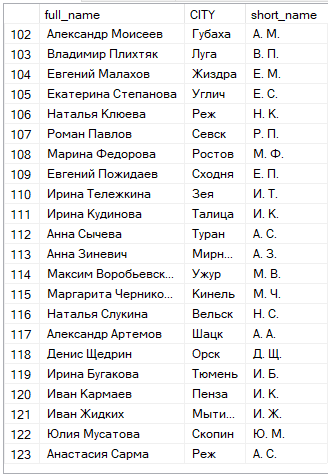 full_name CITY short_name
102 Александр Моисеев Губаха А. М.
103 Владимир Плихтяк Луга В. П.
104 Евгений Малахов Жиздра Е. М.
105 Екатерина Степанова Углич Е. С.
106 Наталья Клюева Реж Н. К.
107 Роман Павлов Севск Р. П.
108 Марина Федорова Ростов М. Ф.
109 Евгений Пожидаев Сходня Е. П.
110 Ирина Тележкина Зея И. Т.
111 Ирина Кудинова Талица И. К.
112 Анна Сычева Туран А. С.
113 Анна Зиневич Мирн... А. З.
114 Максим Воробьевск... Ужур М. В.
115 Маргарита Чернико... Кинель М. Ч.
116 Наталья Слукина Вельск Н. С.
117 Александр Артемов Шацк А. А.
118 Денис Щедрин Орск Д. Щ.
119 Ирина Бугакова Тюмень И. Б.
120 Иван Кармаев Пенза И. К.
121 Иван Жидких Мыти... И. Ж.
122 Юлия Мусатова Скопин Ю. М.
123 Анастасия Сарма Реж А. С.